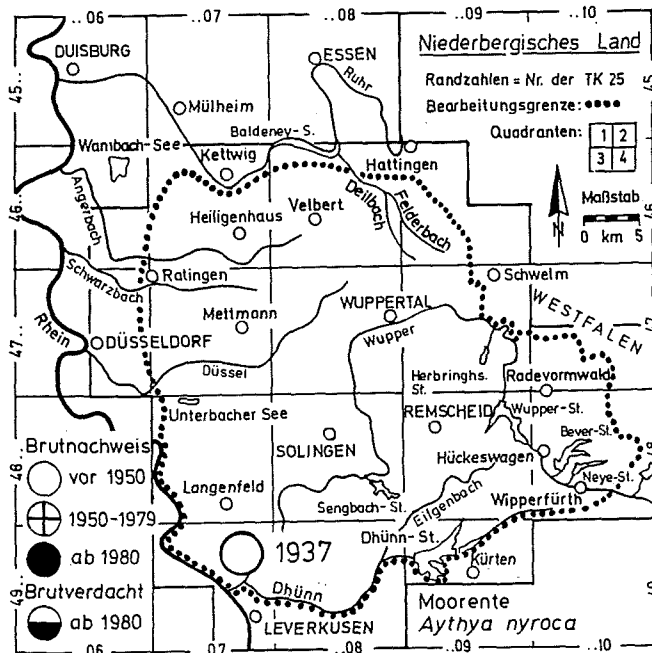 ..06
..07
..08
..09
..10
DUISBURG
ESSEN
Niederbergisches Land
45..
45
Ruhr
Randzahlen = Nr. der TK 25
Mülheim
Bearbeitungsgrenze:
Baldeney-S.
Quadranten:
1 2
3 4
Wambach-See
Kettwig
Hattingen
Maßstab
0 km 5
46..
Angerbach
Heiligenhaus
Velbert
Deilbach
Felderbach
Schwarzbach
Ratingen
Schwelm
WESTFALEN
Mettmann
WUPPERTAL
Wupper
Rhein
DÜSSELDORF
47..
47
Düssel
Herbringhs.
St.
Radevormwald
Unterbacher See
REMSCHEID
Wupper-St.
Brutnachweis
Bever-St.
SOLINGEN
vor 1950
Hückeswagen
48..
Neye-St.
Langenfeld
Sengbach-St.
Eilgenbach
Wipperfürth
1950-1979
Dhünn-St.
1937
ab 1980
Kürten
Brutverdacht
Dhünn
49..
ab 1980
Moorente
LEVERKUSEN
Aythya nyroca
..06
..07
..08
..09
..10